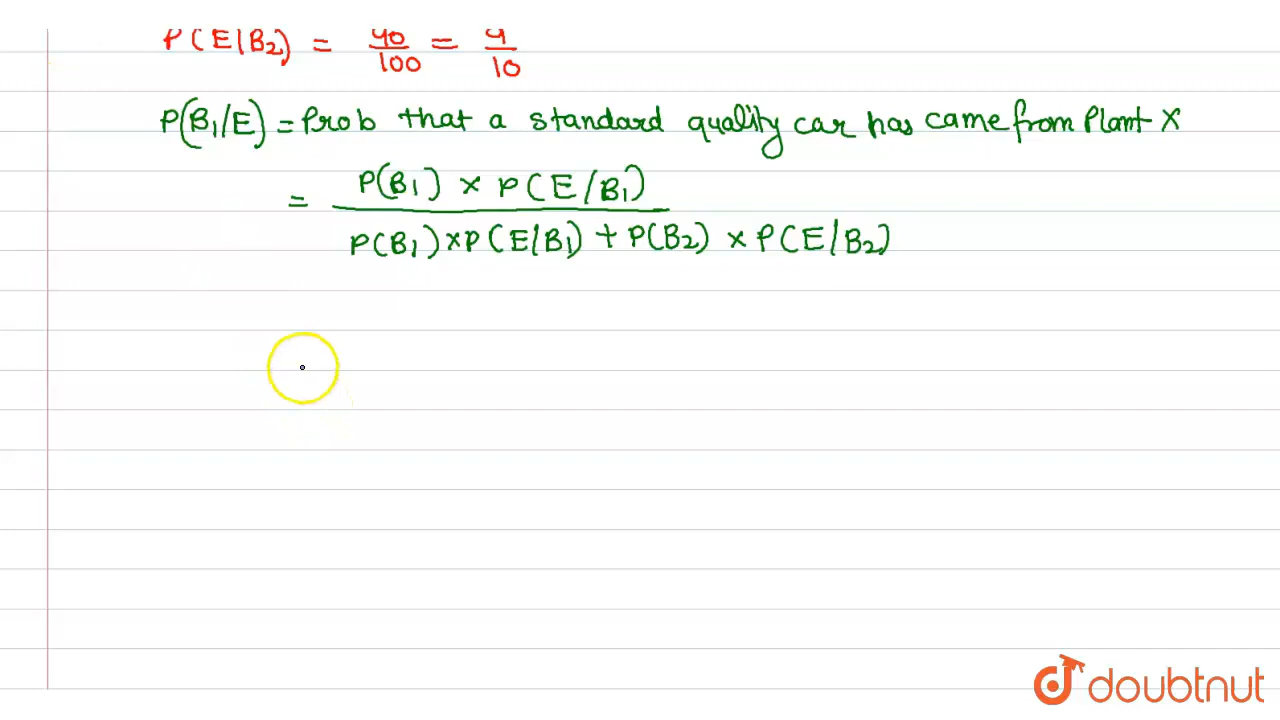 P(E/B2) = 40/100 = 4/10
P(B1/E) = Prob that a standard quality car has came from Plant X
= P(B1) × P(E/B1)
P(B1) × P(E/B1) + P(B2) × P(E/B2)
doubtnut